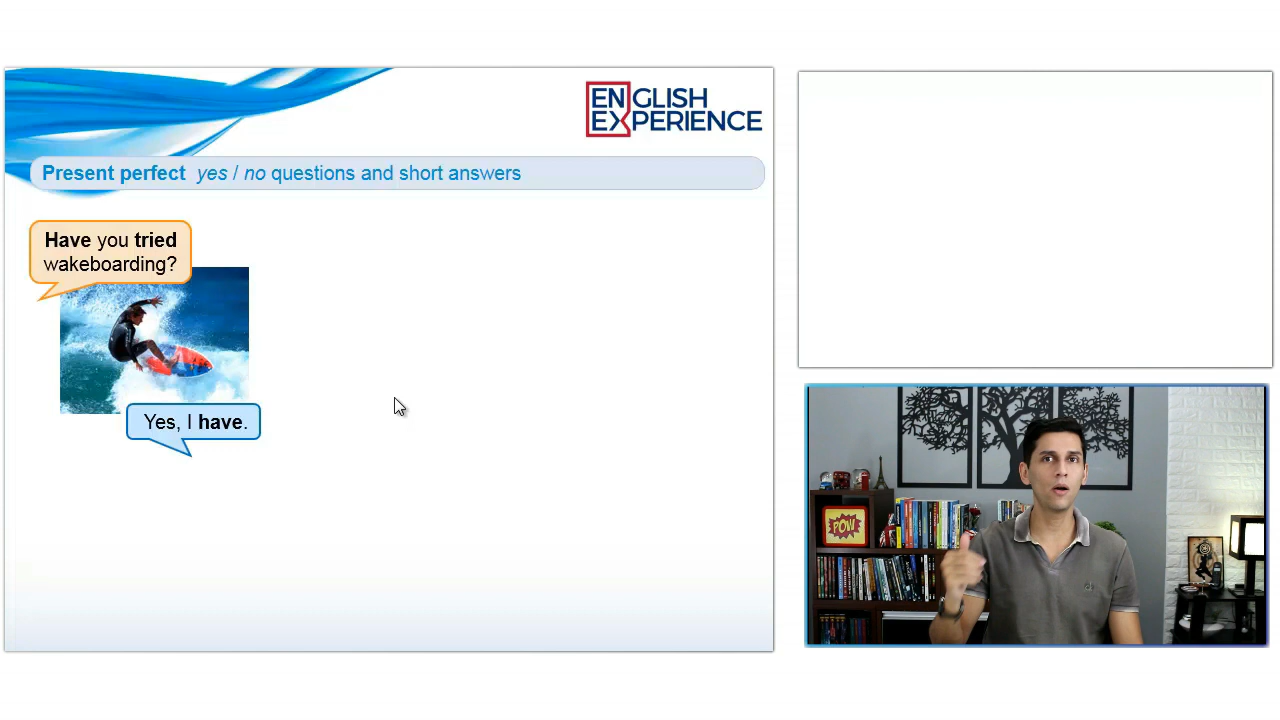 ENGLISH
EXPERIENCE
Present perfect yes / no questions and short answers
Have you tried
wakeboarding?
Yes, I have.
POW